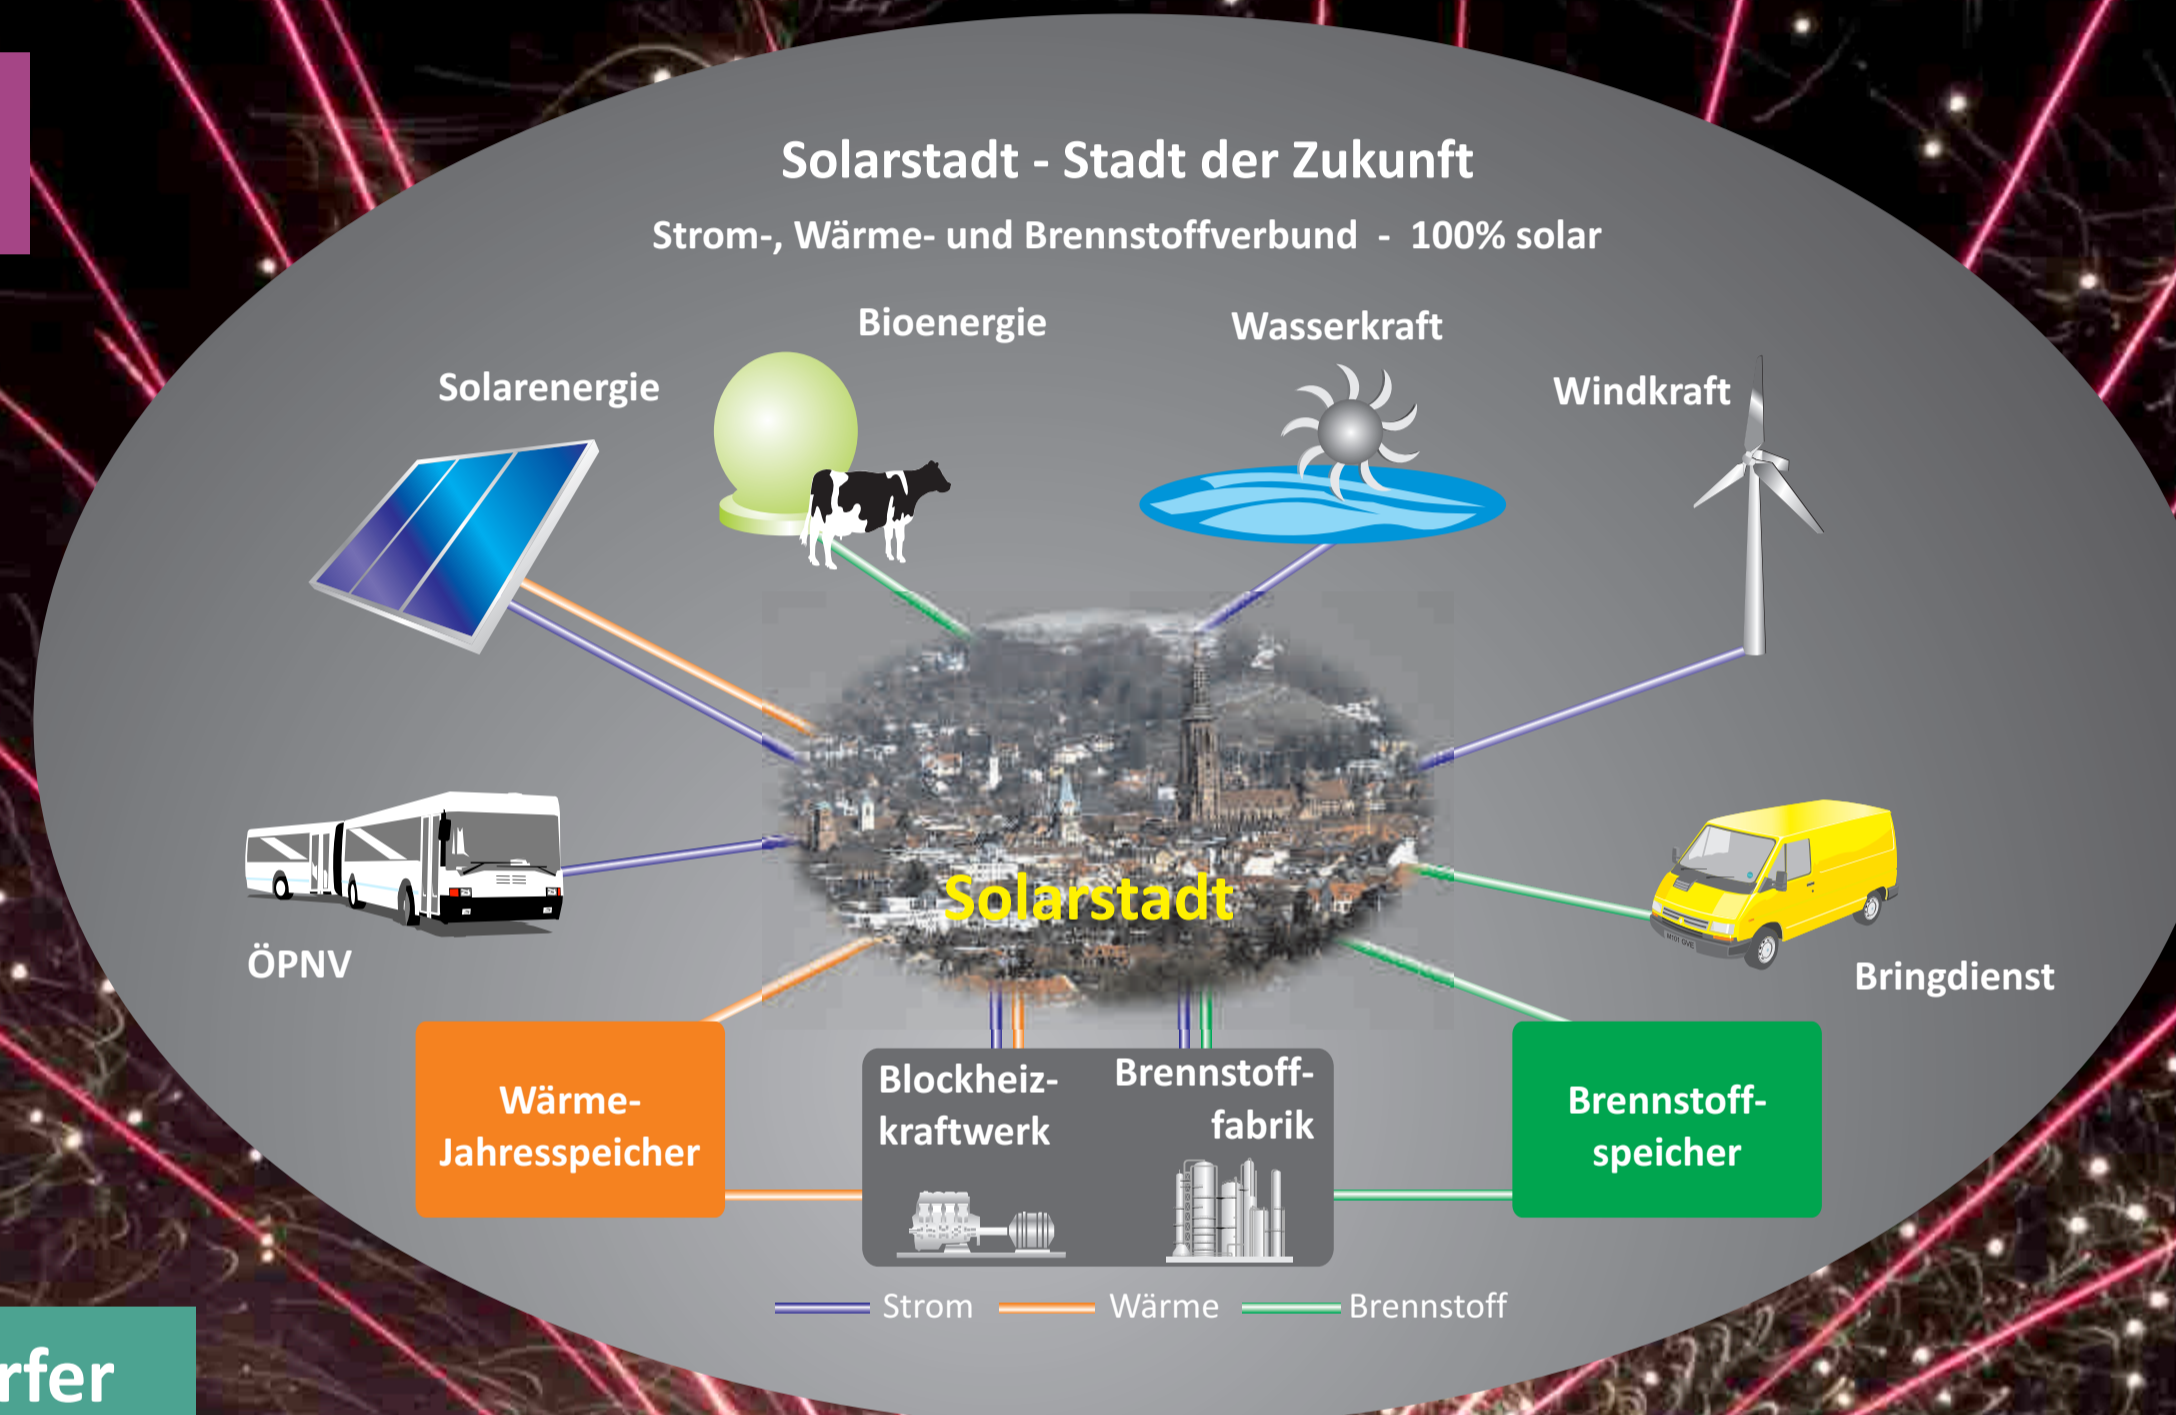 Solarstadt - Stadt der Zukunft
Strom-, Wärme- und Brennstoffverbund - 100% solar
Bioenergie
Wasserkraft
Solarenergie
Windkraft
Solarstadt
ÖPNV
Bringdienst
Wärme-
Jahresspeicher
Blockheiz-
kraftwerk
Brennstoff-
fabrik
Brennstoff-
speicher
Strom
Wärme
Brennstoff
rfer